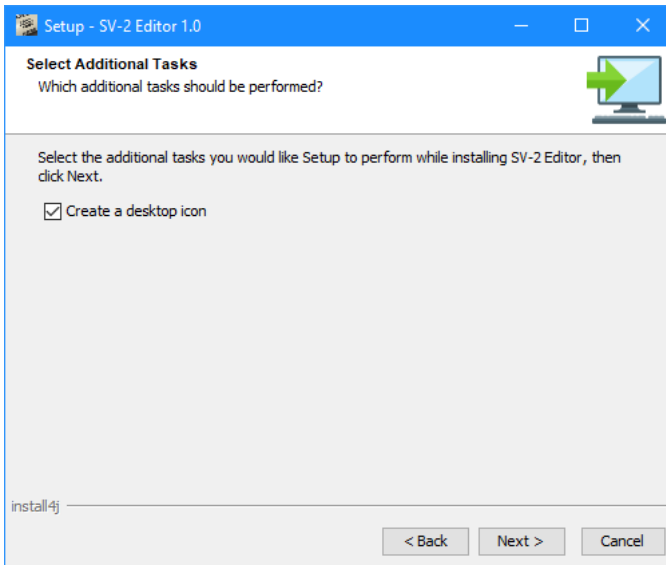 Setup - SV-2 Editor 1.0
Select Additional Tasks
Which additional tasks should be performed?
Select the additional tasks you would like Setup to perform while installing SV-2 Editor, then
click Next.
Create a desktop icon
install4j
< Back Next > Cancel